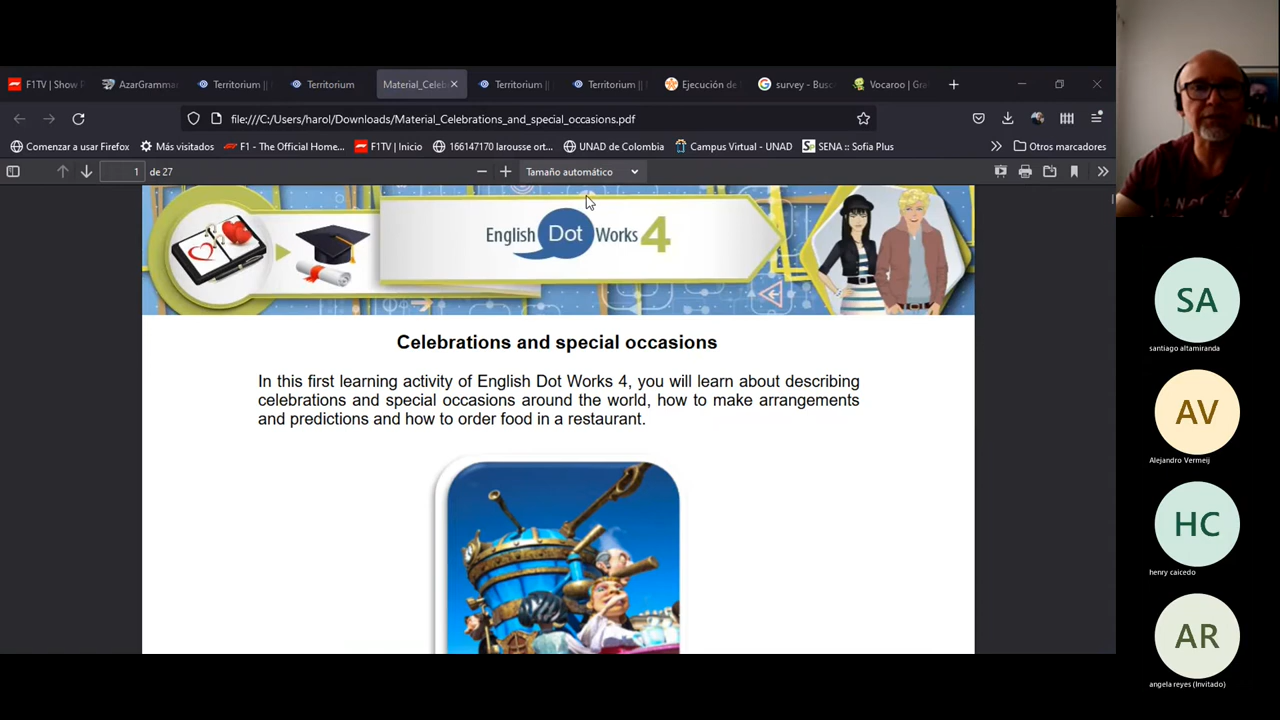 F1TV | Show P
AzarGramma
Territorium ||
Territorium
Material_Celeb
Territorium ||
Territorium ||
Ejecución de
survey - Busc
Vocaroo | Gra
file:///C:/Users/harol/Downloads/Material_Celebrations_and_special_occasions.pdf
Comenzar a usar Firefox
Más visitados
F1 - The Official Home...
F1TV | Inicio
166147170 larousse ort...
UNAD de Colombia
Campus Virtual - UNAD
SENA :: Sofia Plus
Otros marcadores
1 de 27
Tamaño automático
English Dot Works 4
Celebrations and special occasions
In this first learning activity of English Dot Works 4, you will learn about describing
celebrations and special occasions around the world, how to make arrangements
and predictions and how to order food in a restaurant.
SA
santiago altamiranda
AV
Alejandro Vermeij
HC
henry caicedo
AR
angela reyes (Invitado)